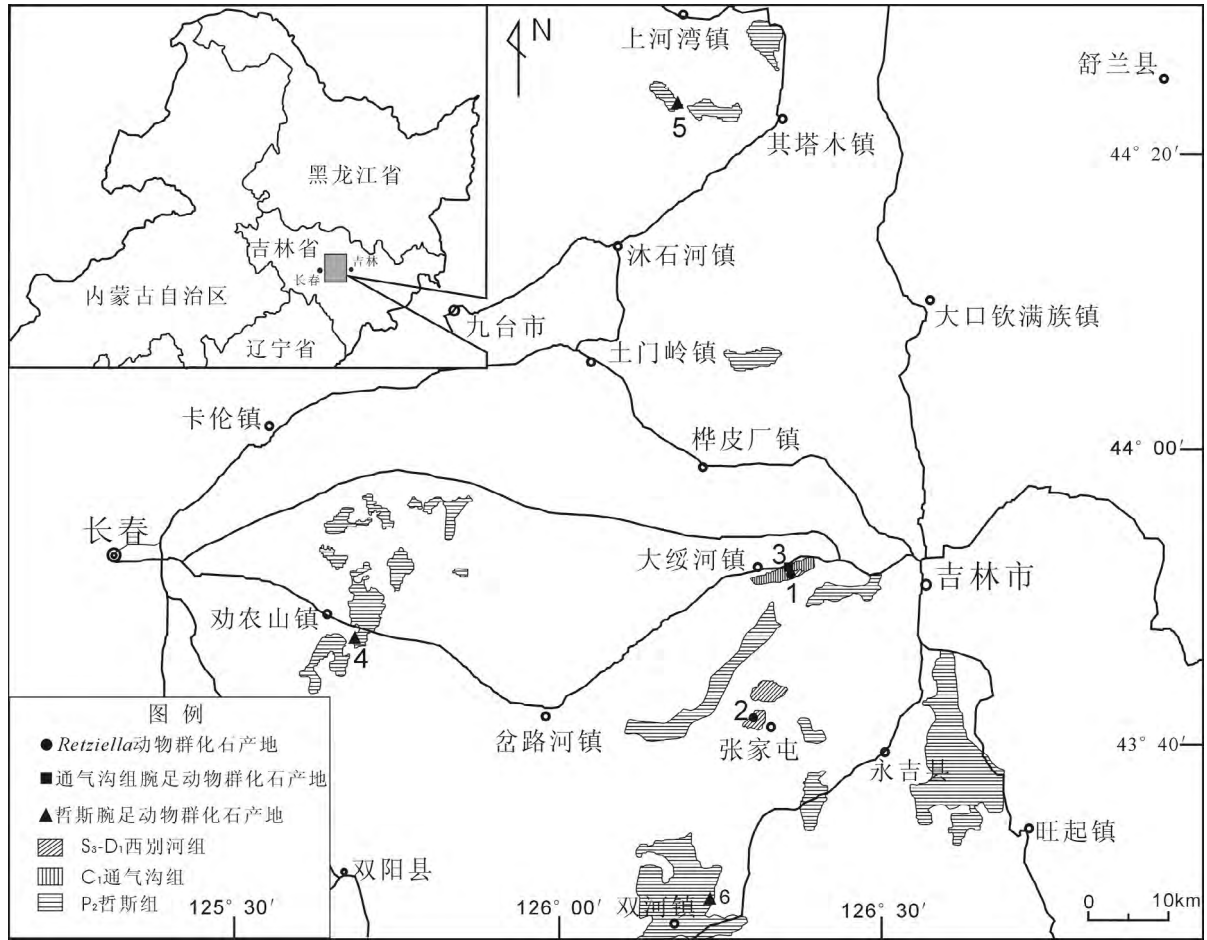 N
上河湾镇
舒兰县
5
其塔木镇
44° 20′
黑龙江省
吉林省
吉林
长春
内蒙古自治区
辽宁省
沐石河镇
九台市
大口钦满族镇
土门岭镇
卡伦镇
桦皮厂镇
44° 00′
长春
大绥河镇
3
1
吉林市
劝农山镇
4
2
岔路河镇
张家屯
43° 40′
永吉县
旺起镇
图 例
Retziella动物群化石产地
通气沟组腕足动物群化石产地
哲斯腕足动物群化石产地
S₃-D₁西别河组
C₁通气沟组
P₂哲斯组
双阳县
6
双河镇
125° 30′
126° 00′
126° 30′
0 10km